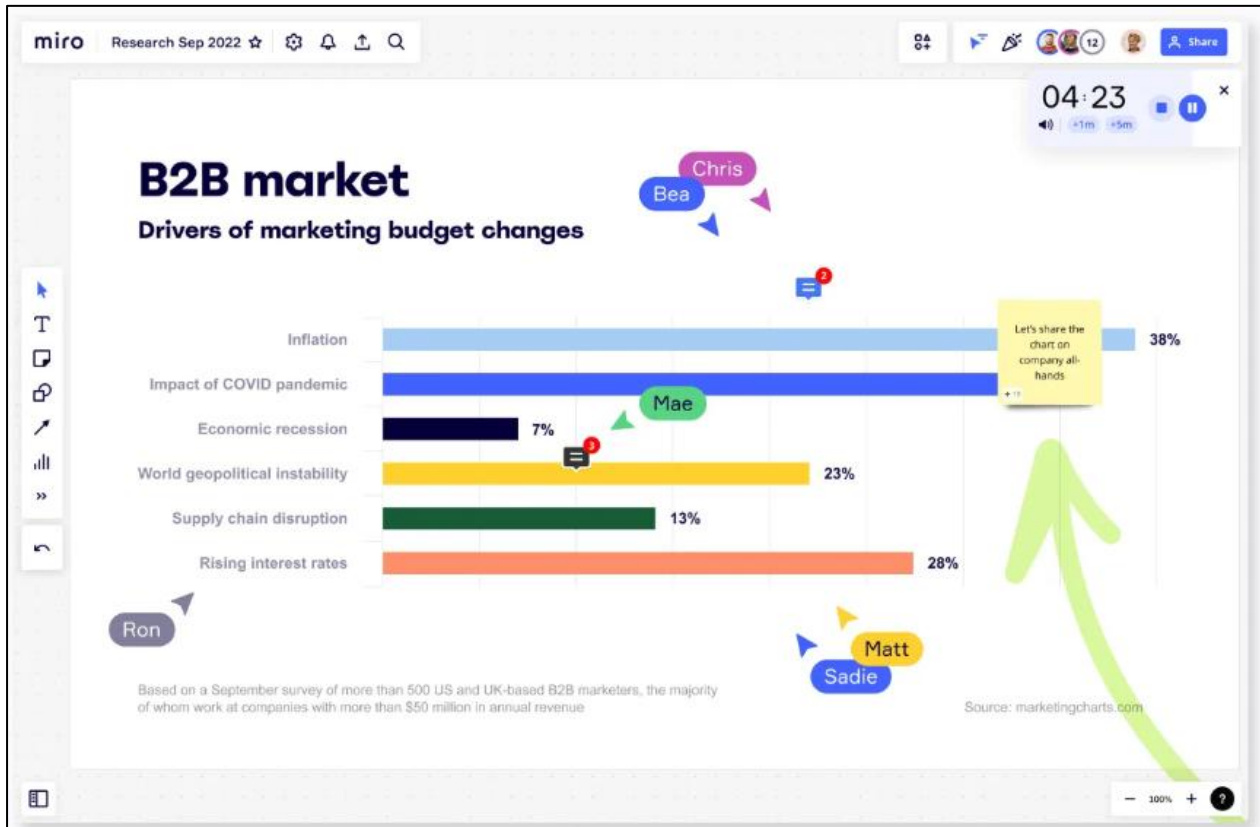 miro Research Sep 2022 12 Share
04:23
+1m +5m
B2B market
Drivers of marketing budget changes
Chris
Bea
2
Let's share the
chart on
company all-
hands
Inflation 38%
Impact of COVID pandemic
Mae
Economic recession 7%
3
World geopolitical instability 23%
Supply chain disruption 13%
Rising interest rates 28%
Ron
Matt
Sadie
Based on a September survey of more than 500 US and UK-based B2B marketers, the majority
of whom work at companies with more than $50 million in annual revenue
Source: marketingcharts.com
− 100% + ?